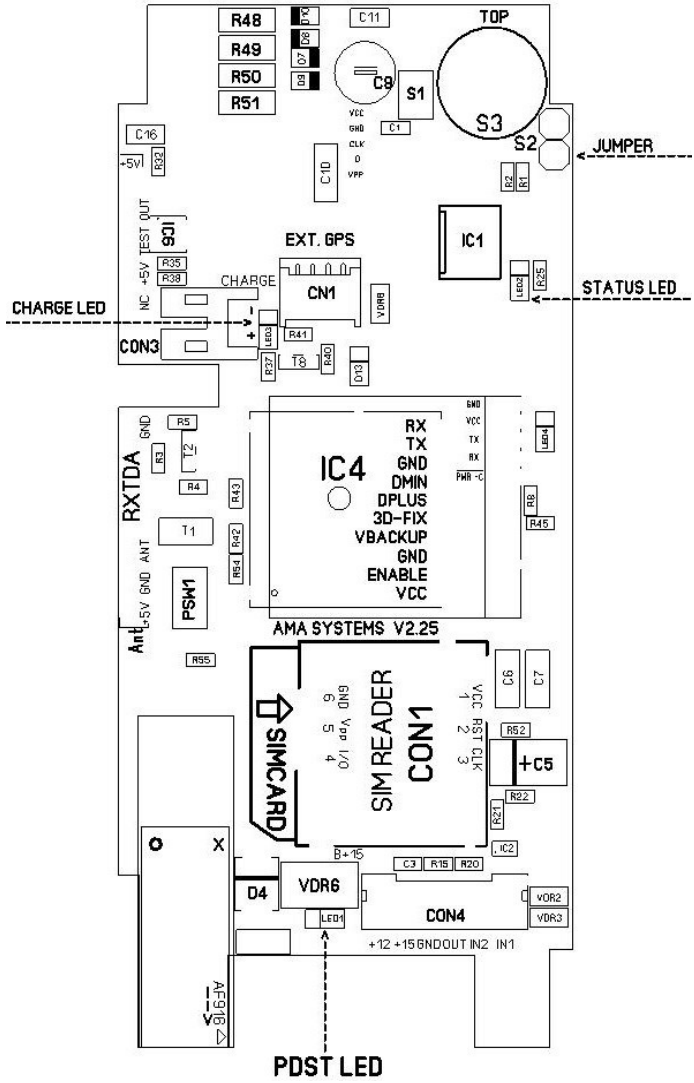 TOP
R48
D10
C11
R49
D8
D7
R50
D9
C9
S1
R51
S3
S2
VCC
GND
CLK
D
VPP
C1
C10
JUMPER
C16
+5V
R32
R2
R1
TEST OUT
IC6
EXT. GPS
IC1
+5V
R35
R38
NC
CHARGE
CN1
VDR8
LED2
R25
STATUS LED
CHARGE LED
-
+
LED3
R41
CON3
R37
T8
R40
D13
GND
R5
R3
T2
R4
RXTDA
R43
IC4
RX
TX
GND
DMIN
DPLUS
3D-FIX
VBACKUP
GND
ENABLE
VCC
GND
VCC
TX
RX
PWR -C
LED4
R8
R45
T1
R42
R54
+5V GND ANT
PSW1
Ant
AMA SYSTEMS V2.25
R55
SIMCARD
GND Vpp I/O
6 5 4
SIM READER
CON1
VCC RST CLK
1 2 3
C6
C7
R52
+C5
R22
R21
IC2
O X
B+15
C3
R15
R20
D4
VDR6
CON4
VDR2
VDR3
LED1
+12 +15GNDOUT IN2 IN1
AF916
PDST LED